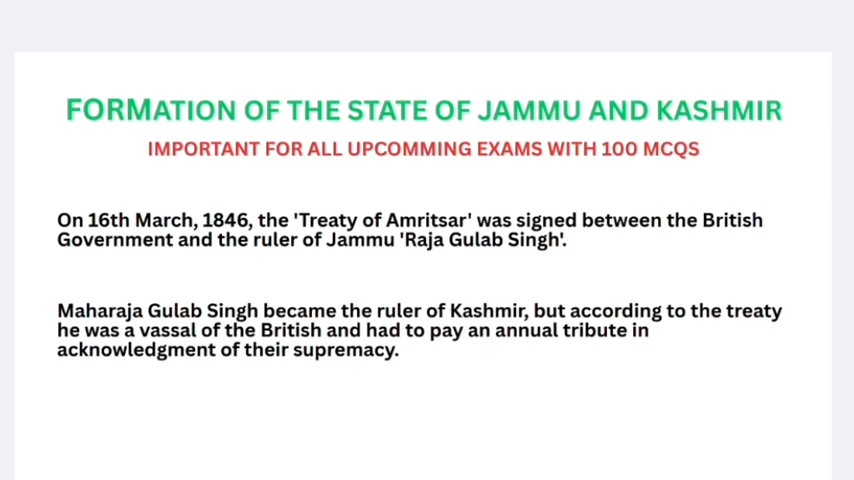 FORMATION OF THE STATE OF JAMMU AND KASHMIR
IMPORTANT FOR ALL UPCOMMING EXAMS WITH 100 MCQS
On 16th March, 1846, the 'Treaty of Amritsar' was signed between the British
Government and the ruler of Jammu 'Raja Gulab Singh'.
Maharaja Gulab Singh became the ruler of Kashmir, but according to the treaty
he was a vassal of the British and had to pay an annual tribute in
acknowledgment of their supremacy.